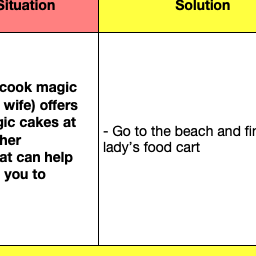 Situation
Solution
cook magic
wife) offers
gic cakes at
her
at can help
you to
- Go to the beach and fin
lady's food cart